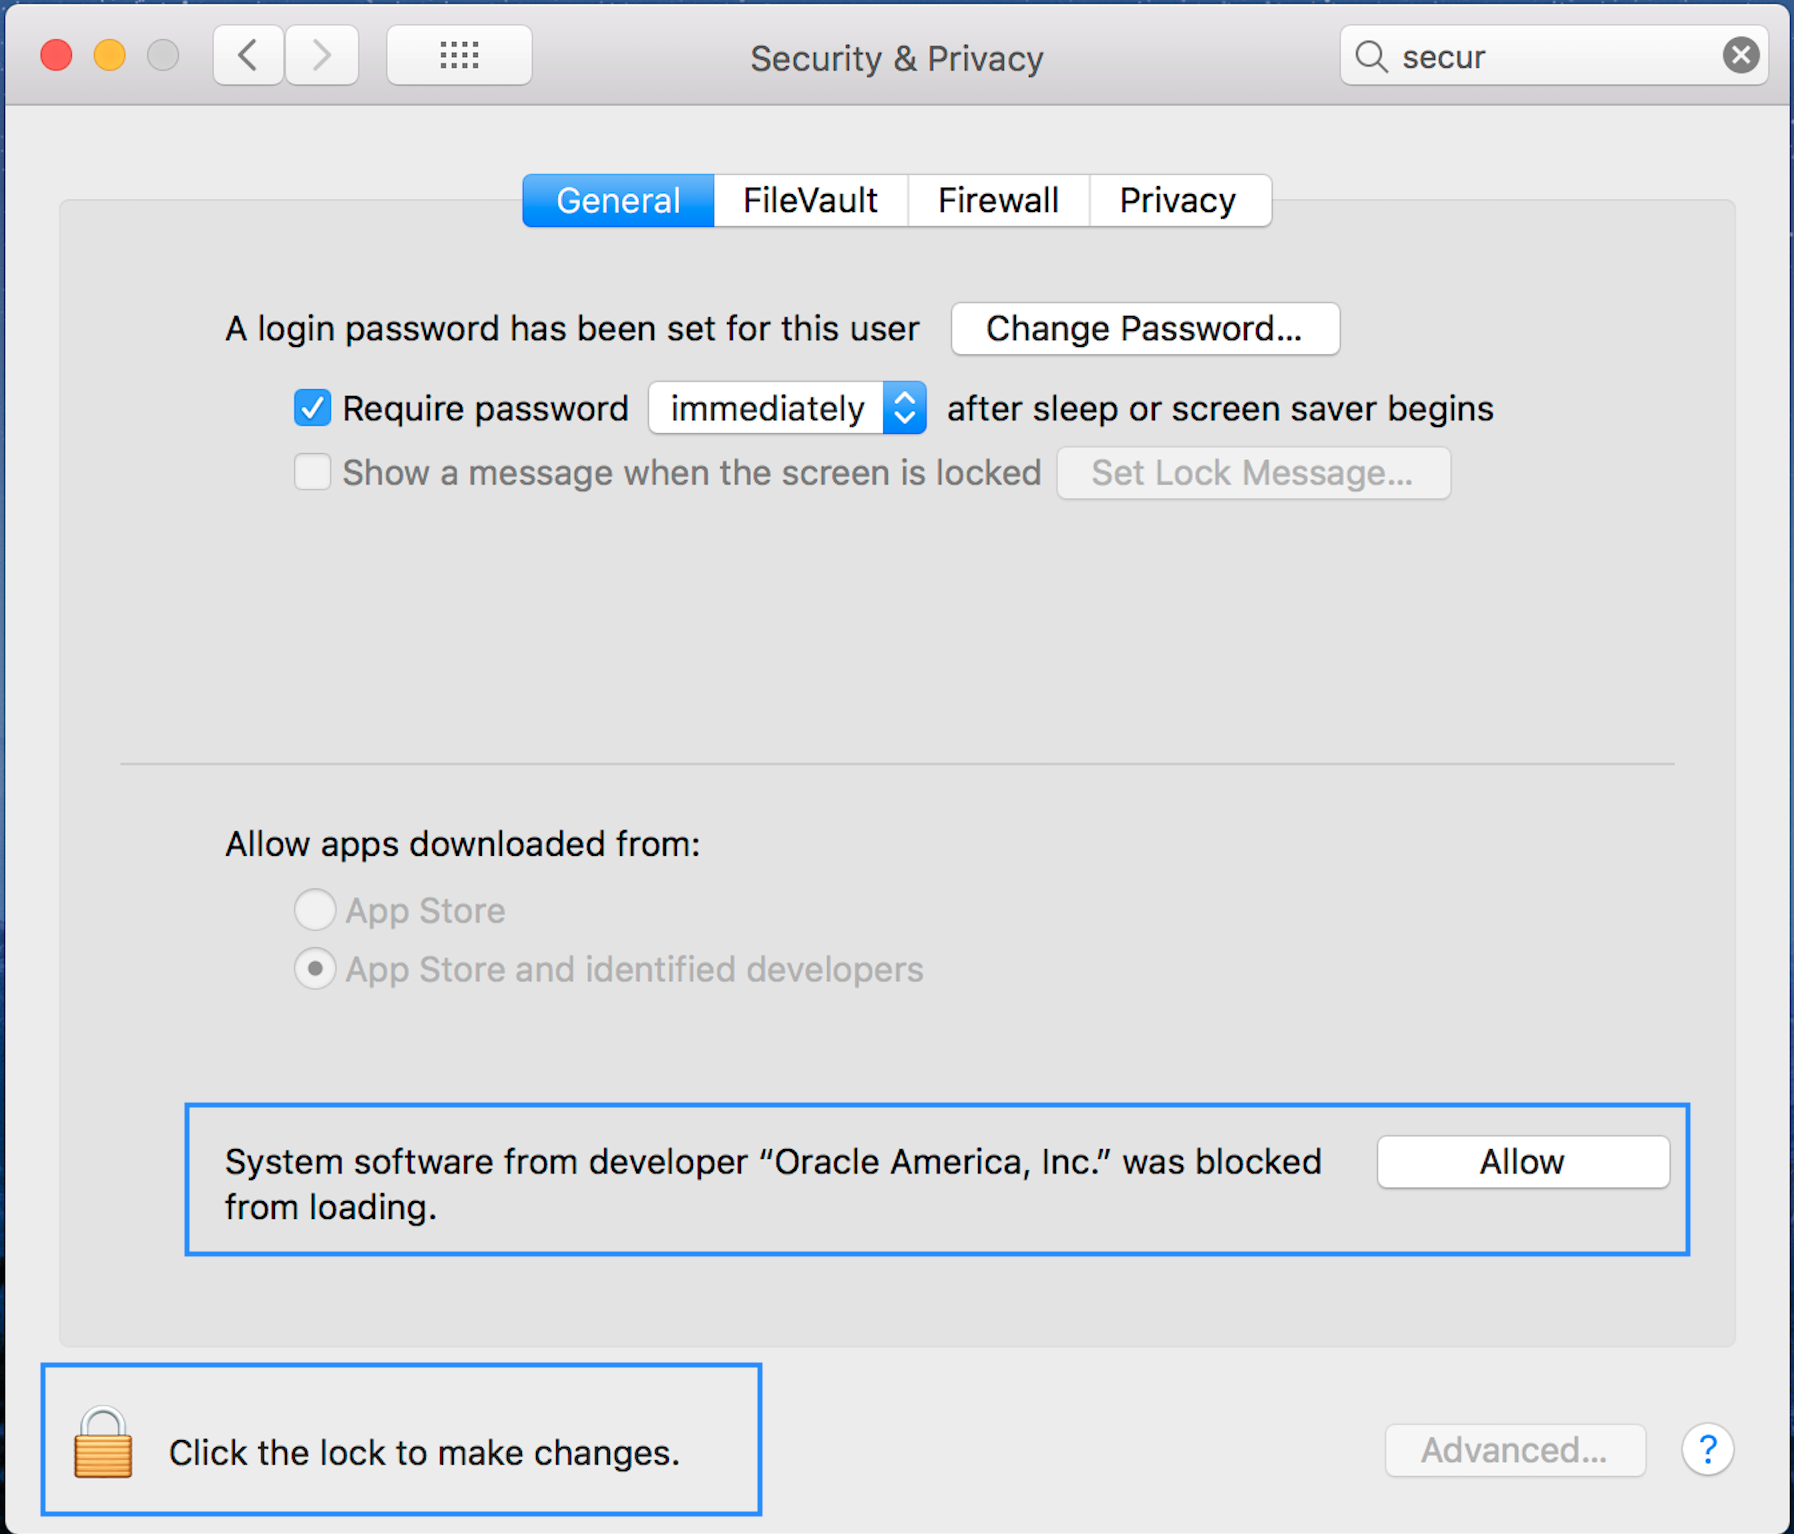 Security & Privacy
secur
General FileVault Firewall Privacy
A login password has been set for this user Change Password...
Require password immediately after sleep or screen saver begins
Show a message when the screen is locked Set Lock Message...
Allow apps downloaded from:
App Store
App Store and identified developers
System software from developer “Oracle America, Inc.” was blocked Allow
from loading.
Click the lock to make changes. Advanced... ?